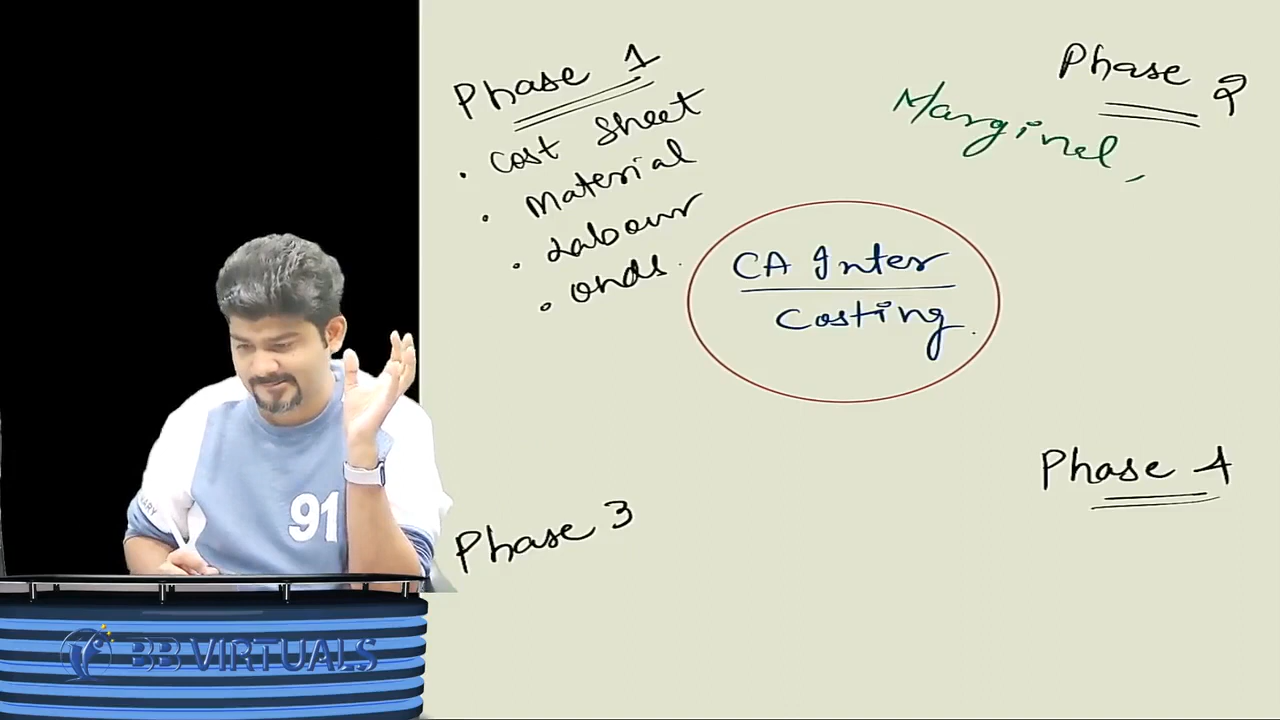 Phase 1
• Cost Sheet
• Material
• Labour
• OHDs.
Phase 2
Marginal,
CA Inter
Costing.
Phase 3
Phase 4
91
BB VIRTUALS